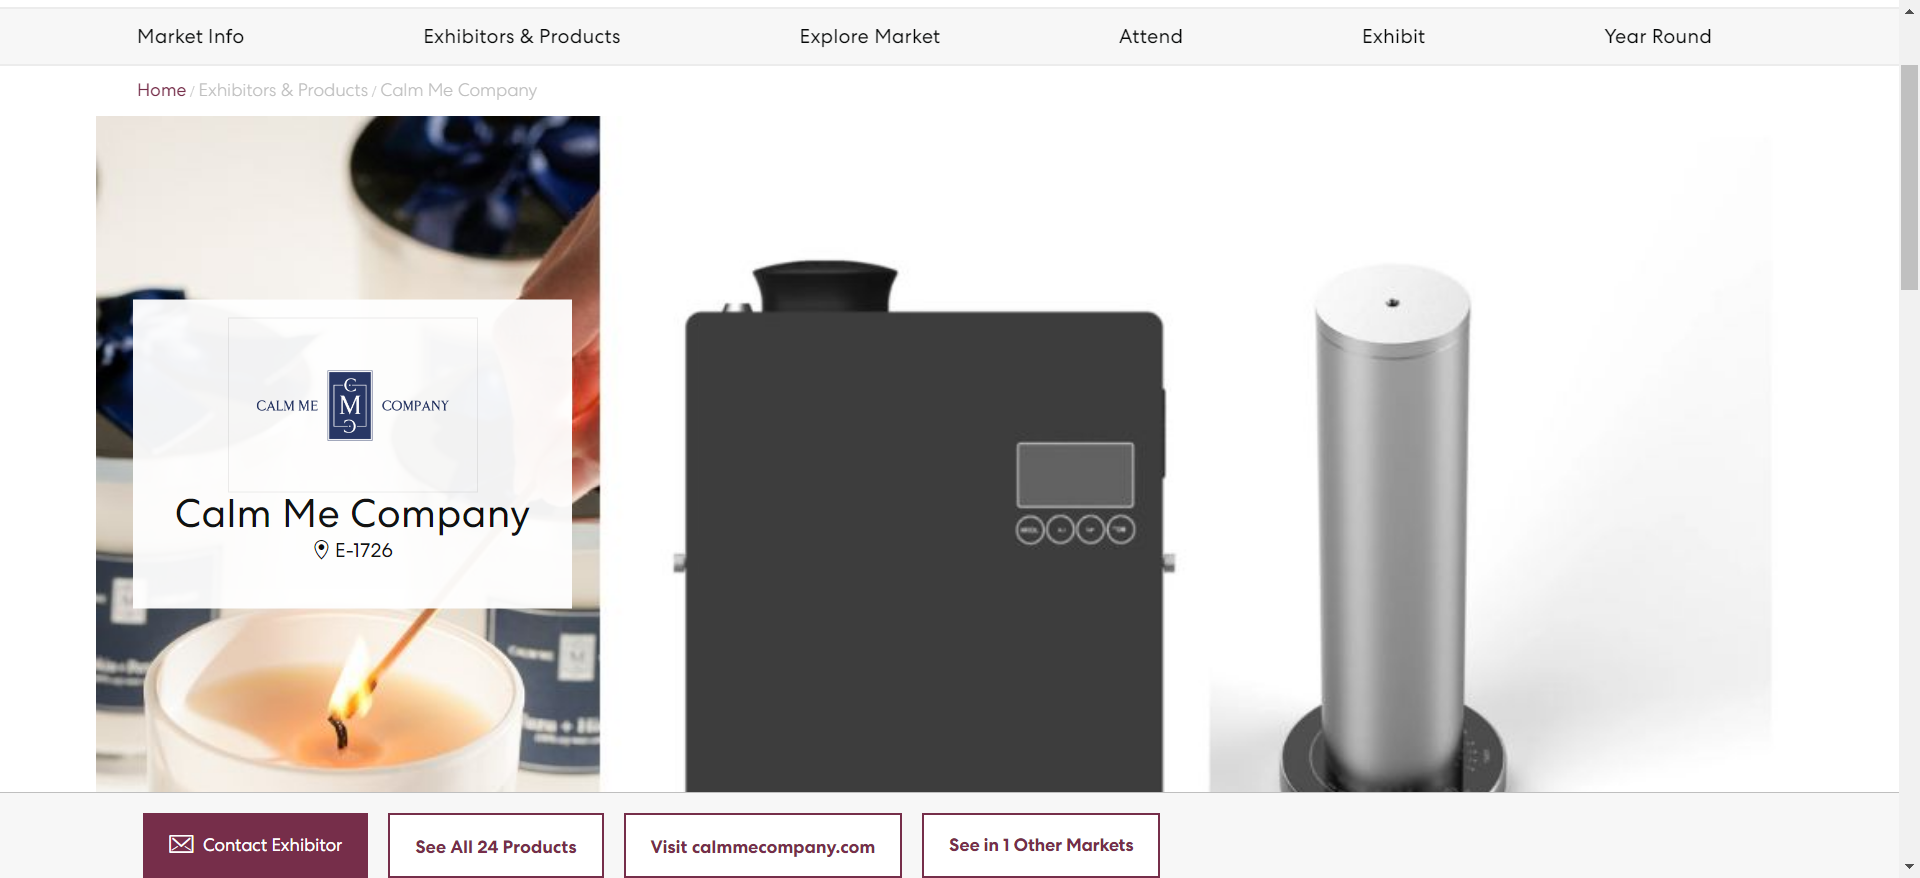 Market Info
Exhibitors & Products
Explore Market
Attend
Exhibit
Year Round
Home / Exhibitors & Products / Calm Me Company
CALM ME
C
M
C
COMPANY
Calm Me Company
E-1726
Contact Exhibitor
See All 24 Products
Visit calmmecompany.com
See in 1 Other Markets